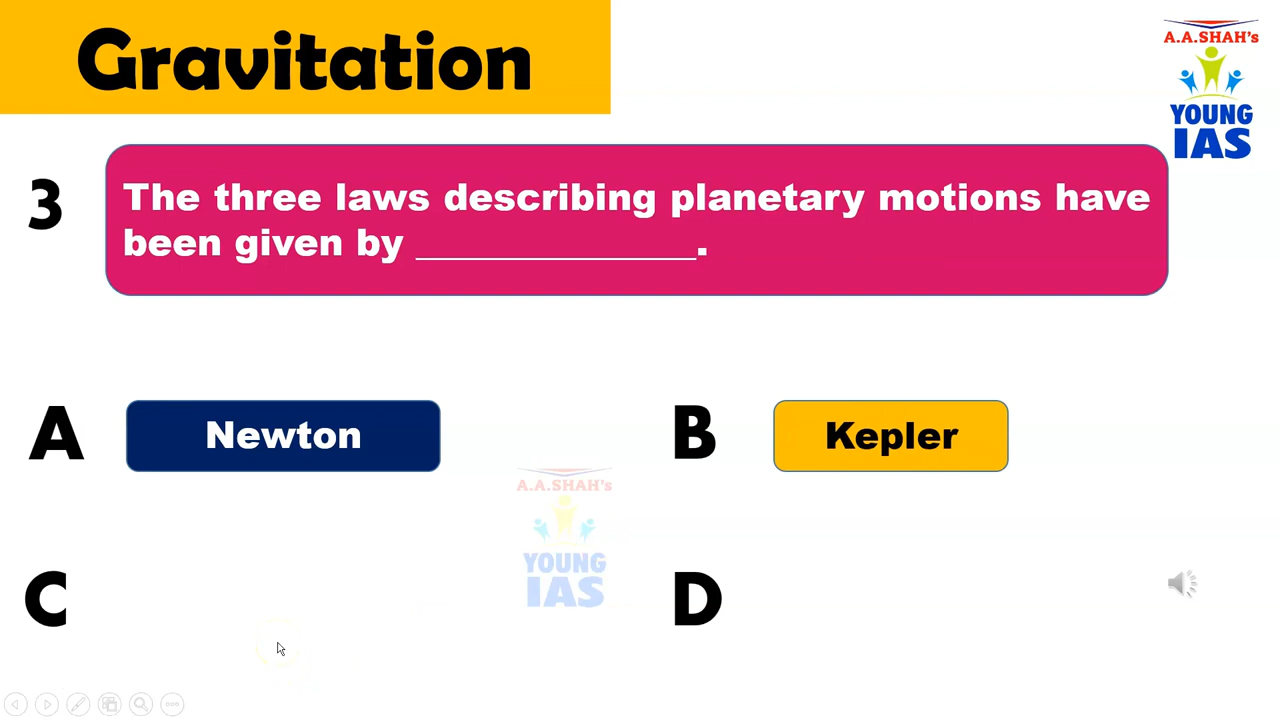 Gravitation
A.A.SHAH's
YOUNG
IAS
3
The three laws describing planetary motions have
been given by ______________.
A
Newton
B
Kepler
A.A.SHAH's
YOUNG
IAS
C
D